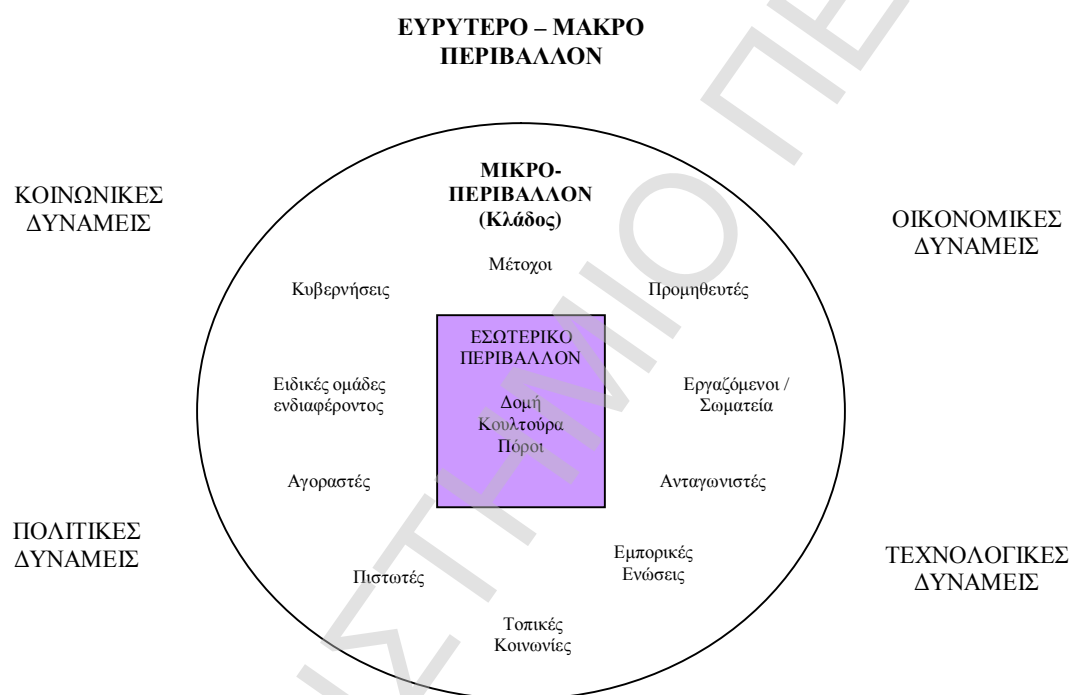 ΕΥΡΥΤΕΡΟ – ΜΑΚΡΟ
ΠΕΡΙΒΑΛΛΟΝ
ΜΙΚΡΟ-
ΠΕΡΙΒΑΛΛΟΝ
(Κλάδος)
ΚΟΙΝΩΝΙΚΕΣ
ΔΥΝΑΜΕΙΣ
ΟΙΚΟΝΟΜΙΚΕΣ
ΔΥΝΑΜΕΙΣ
Μέτοχοι
Κυβερνήσεις
Προμηθευτές
ΕΣΩΤΕΡΙΚΟ
ΠΕΡΙΒΑΛΛΟΝ
Δομή
Κουλτούρα
Πόροι
Ειδικές ομάδες
ενδιαφέροντος
Εργαζόμενοι /
Σωματεία
Αγοραστές
Ανταγωνιστές
ΠΟΛΙΤΙΚΕΣ
ΔΥΝΑΜΕΙΣ
ΤΕΧΝΟΛΟΓΙΚΕΣ
ΔΥΝΑΜΕΙΣ
Εμπορικές
Ενώσεις
Πιστωτές
Τοπικές
Κοινωνίες